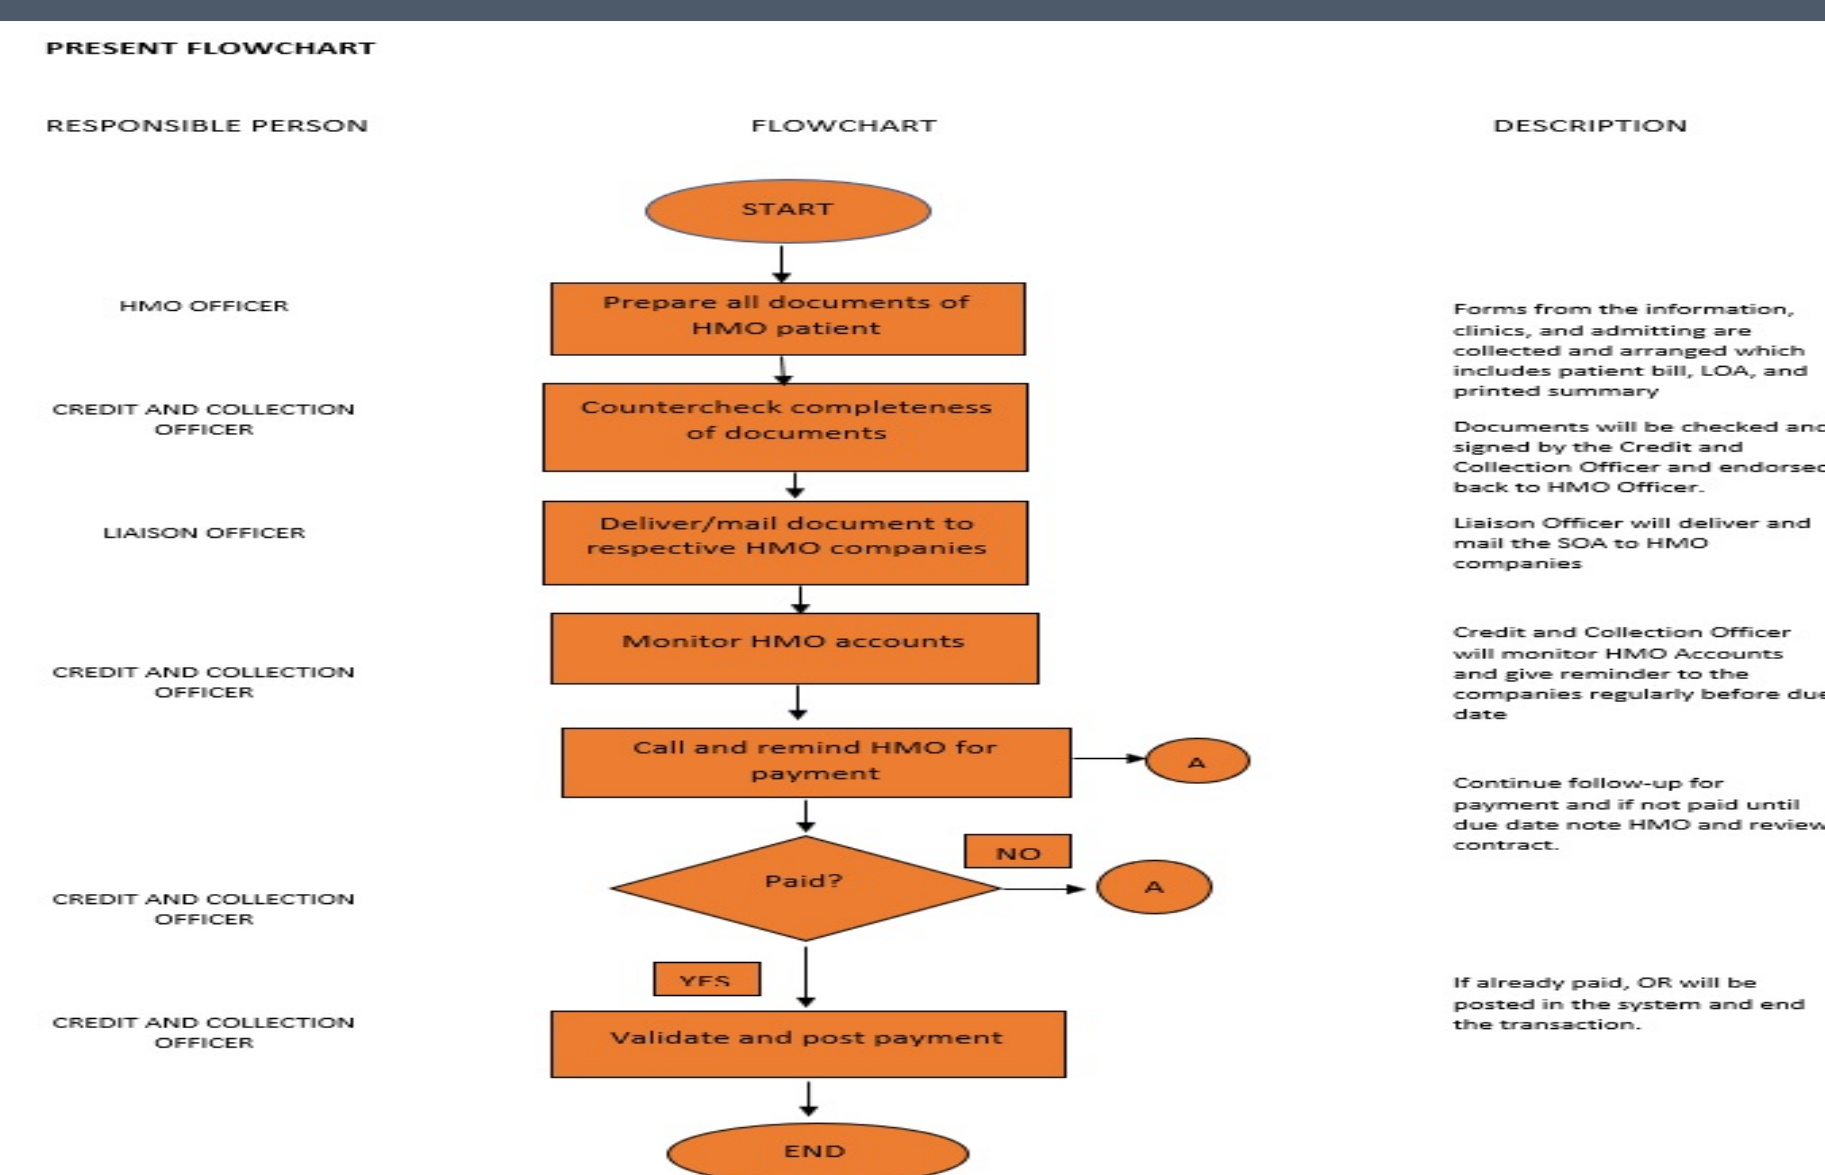 PRESENT FLOWCHART
RESPONSIBLE PERSON
FLOWCHART
DESCRIPTION
START
HMO OFFICER
Prepare all documents of
HMO patient
Forms from the information,
clinics, and admitting are
collected and arranged which
includes patient bill, LOA, and
printed summary
CREDIT AND COLLECTION
OFFICER
Countercheck completeness
of documents
Documents will be checked and
signed by the Credit and
Collection Officer and endorsed
back to HMO Officer.
LIAISON OFFICER
Deliver/mail document to
respective HMO companies
Liaison Officer will deliver and
mail the SOA to HMO
companies
CREDIT AND COLLECTION
OFFICER
Monitor HMO accounts
Credit and Collection Officer
will monitor HMO Accounts
and give reminder to the
companies regularly before due
date
Call and remind HMO for
payment
A
Continue follow-up for
payment and if not paid until
due date note HMO and review
contract.
CREDIT AND COLLECTION
OFFICER
Paid?
NO
A
YES
CREDIT AND COLLECTION
OFFICER
Validate and post payment
If already paid, OR will be
posted in the system and end
the transaction.
END